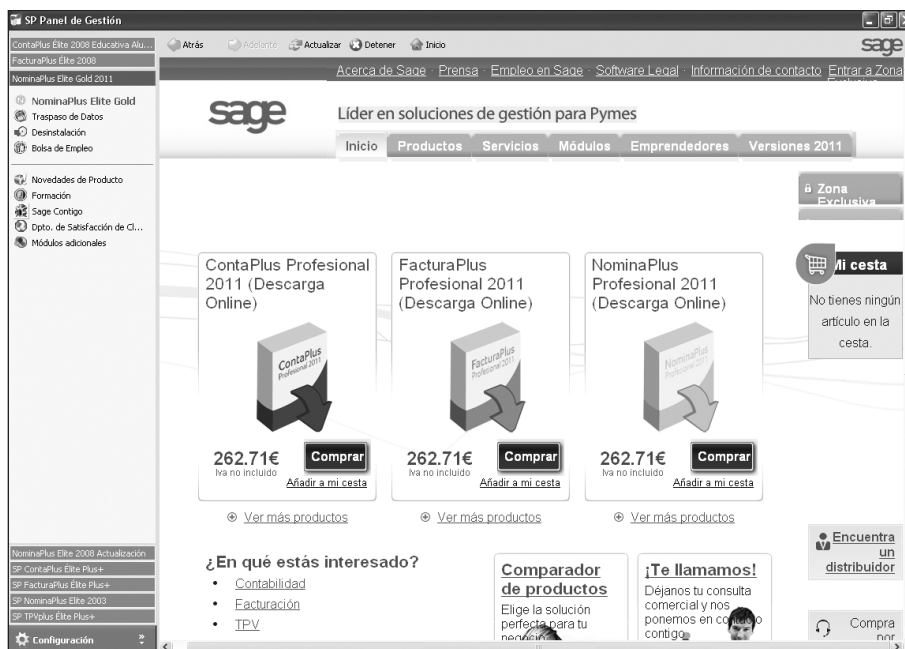 SP Panel de Gestión
ContaPlus Élite 2008 Educativa Alu...
FacturaPlus Élite 2008
NominaPlus Elite Gold 2011
NominaPlus Elite Gold
Traspaso de Datos
Desinstalación
Bolsa de Empleo
Novedades de Producto
Formación
Sage Contigo
Dpto. de Satisfacción de Cl...
Módulos adicionales
NominaPlus Elite 2008 Actualización
SP ContaPlus Élite Plus+
SP FacturaPlus Élite Plus+
SP NominaPlus Elite 2003
SP TPVplus Élite Plus+
Configuración
Atrás Adelante Actualizar Detener Inicio
sage
Acerca de Sage · Prensa · Empleo en Sage · Software Legal · Información de contacto Entrar a Zona Exclusiva
sage
Líder en soluciones de gestión para Pymes
Inicio Productos Servicios Módulos Emprendedores Versiones 2011
Zona
Exclusiva
Mi cesta
No tienes ningún
artículo en la
cesta.
ContaPlus Profesional
2011 (Descarga
Online)
ContaPlus
Profesional 2011
262.71€
Iva no incluido
Comprar
Añadir a mi cesta
Ver más productos
FacturaPlus
Profesional 2011
(Descarga Online)
FacturaPlus
Profesional 2011
262.71€
Iva no incluido
Comprar
Añadir a mi cesta
Ver más productos
NominaPlus
Profesional 2011
(Descarga Online)
NominaPlus
Profesional 2011
262.71€
Iva no incluido
Comprar
Añadir a mi cesta
Ver más productos
¿En qué estás interesado?
• Contabilidad
• Facturación
• TPV
Comparador
de productos
Elige la solución
perfecta para tu
negocio
¡Te llamamos!
Déjanos tu consulta
comercial y nos
ponemos en contacto
contigo
Encuentra
un
distribuidor
Compra
por